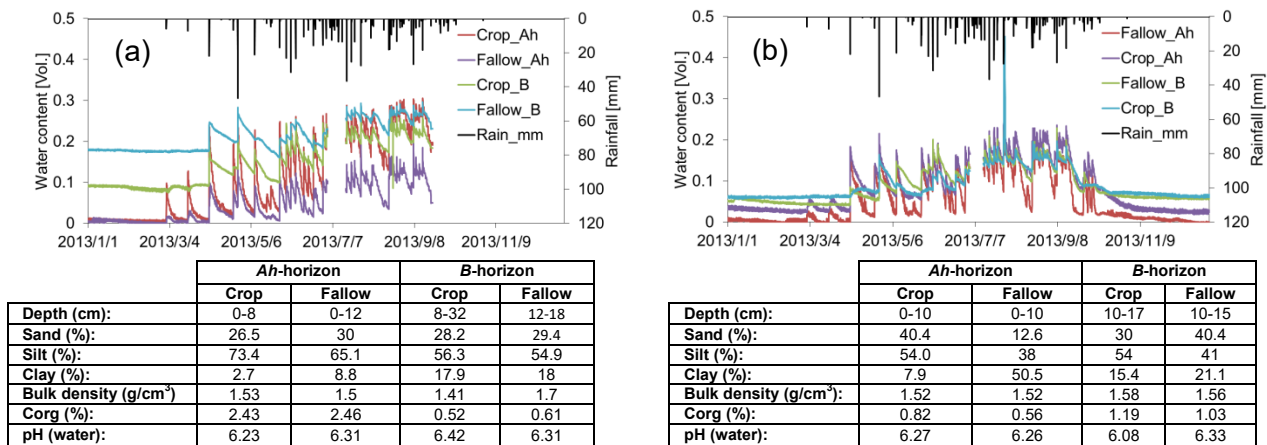 (a)
0.5
0.4
0.3
0.2
0.1
0
Water content [Vol.]
0
20
40
60
80
100
120
Rainfall [mm]
Crop_Ah
Fallow_Ah
Crop_B
Fallow_B
Rain_mm
2013/1/1 2013/3/4 2013/5/6 2013/7/7 2013/9/8 2013/11/9
Ah-horizon B-horizon
Crop Fallow Crop Fallow
Depth (cm): 0-8 0-12 8-32 12-18
Sand (%): 26.5 30 28.2 29.4
Silt (%): 73.4 65.1 56.3 54.9
Clay (%): 2.7 8.8 17.9 18
Bulk density (g/cm³) 1.53 1.5 1.41 1.7
Corg (%): 2.43 2.46 0.52 0.61
pH (water): 6.23 6.31 6.42 6.31
(b)
0.5
0.4
0.3
0.2
0.1
0
Water content [Vol.]
0
20
40
60
80
100
120
Rainfall [mm]
Fallow_Ah
Crop_Ah
Fallow_B
Crop_B
Rain_mm
2013/1/1 2013/3/4 2013/5/6 2013/7/7 2013/9/8 2013/11/9
Ah-horizon B-horizon
Crop Fallow Crop Fallow
Depth (cm): 0-10 0-10 10-17 10-15
Sand (%): 40.4 12.6 30 40.4
Silt (%): 54.0 38 54 41
Clay (%): 7.9 50.5 15.4 21.1
Bulk density (g/cm³): 1.52 1.52 1.58 1.56
Corg (%): 0.82 0.56 1.19 1.03
pH (water): 6.27 6.26 6.08 6.33